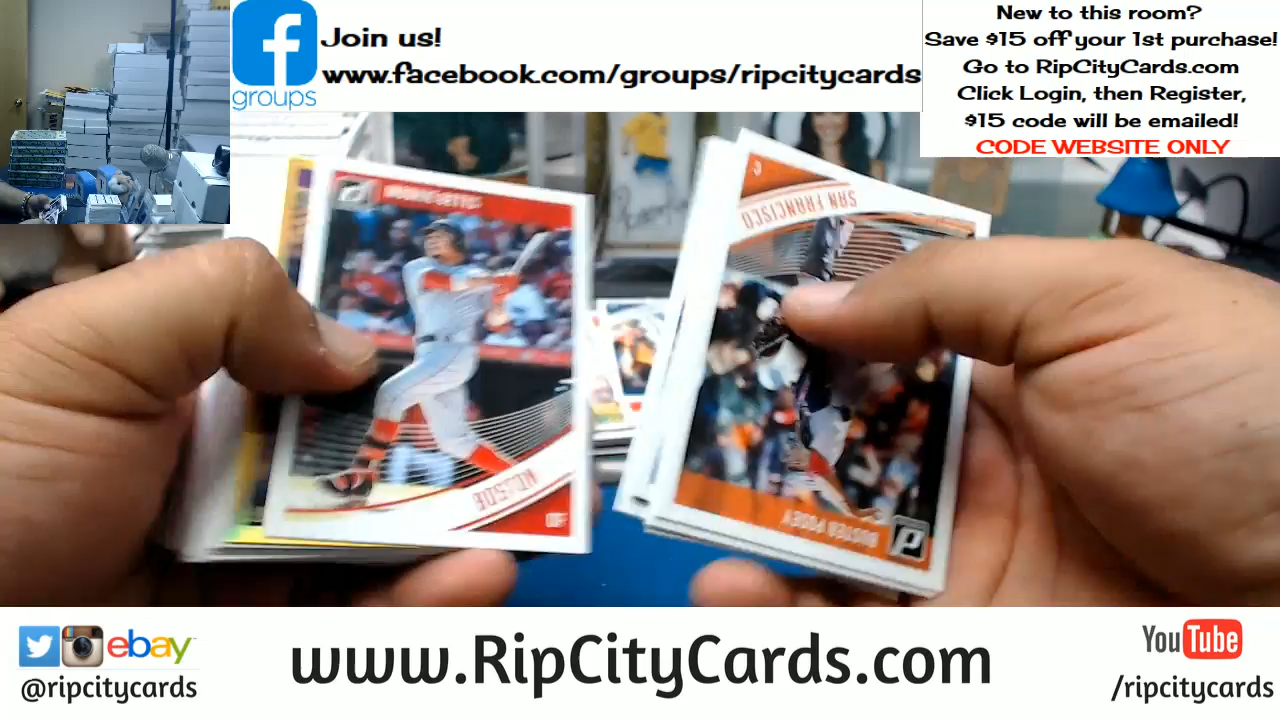 groups
Join us!
www.facebook.com/groups/ripcitycards
New to this room?
Save $15 off your 1st purchase!
Go to RipCityCards.com
Click Login, then Register,
$15 code will be emailed!
CODE WEBSITE ONLY
MOOKIE BETTS
BOSTON
OF
C
SAN FRANCISCO
BUSTER POSEY
ebay
@ripcitycards
www.RipCityCards.com
YouTube
/ripcitycards